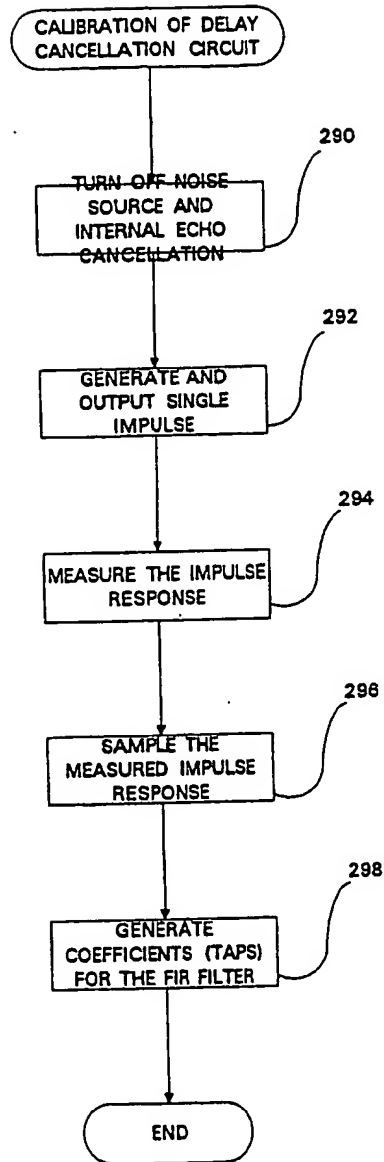 CALIBRATION OF DELAY
CANCELLATION CIRCUIT
290
TURN OFF NOISE
SOURCE AND
INTERNAL ECHO
CANCELLATION
292
GENERATE AND
OUTPUT SINGLE
IMPULSE
294
MEASURE THE IMPULSE
RESPONSE
296
SAMPLE THE
MEASURED IMPULSE
RESPONSE
298
GENERATE
COEFFICIENTS (TAPS)
FOR THE FIR FILTER
END